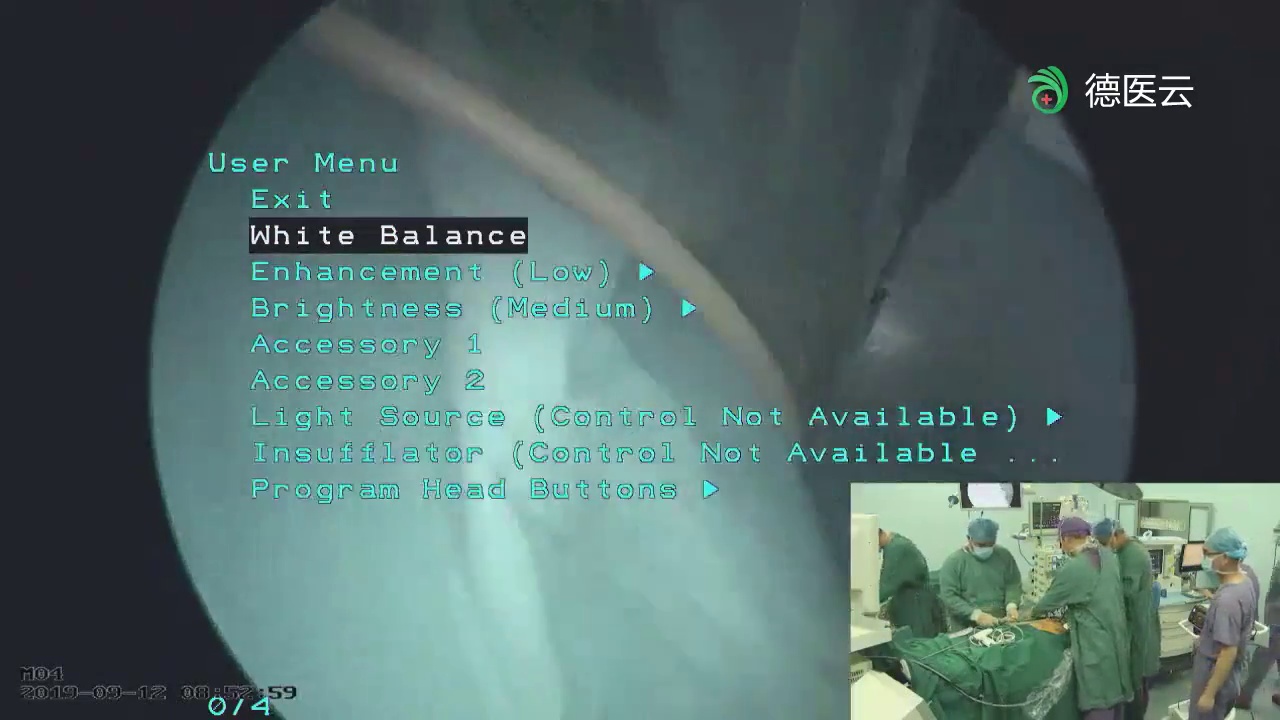 德医云
User Menu
Exit
White Balance
Enhancement (Low) ▶
Brightness (Medium) ▶
Accessory 1
Accessory 2
Light Source (Control Not Available) ▶
Insufflator (Control Not Available ...
Program Head Buttons ▶
M04
2019-09-12 08:52:59
0/4